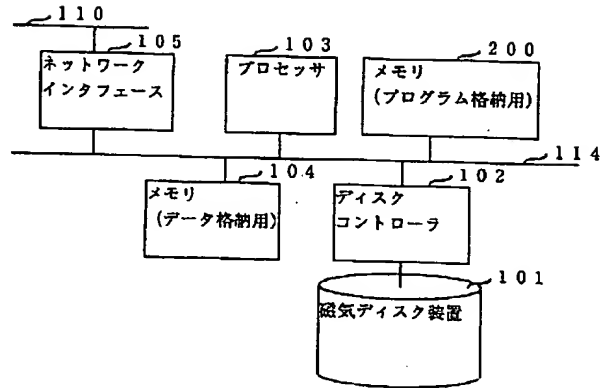 110
105
ネットワーク
インタフェース
103
プロセッサ
200
メモリ
(プログラム格納用)
114
104
メモリ
(データ格納用)
102
ディスク
コントローラ
101
磁気ディスク装置